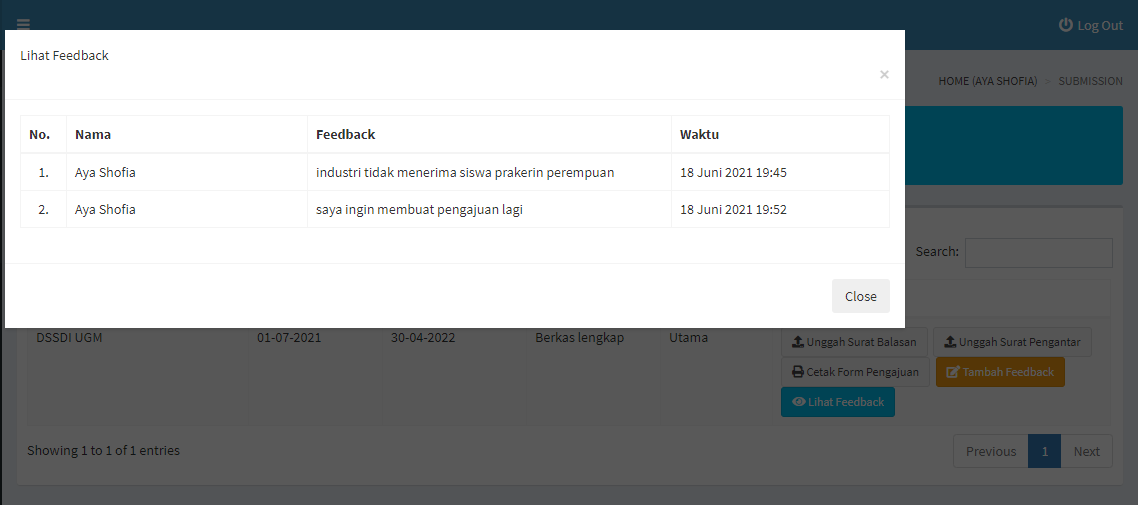 Log Out
Lihat Feedback
×
HOME (AYA SHOFIA) > SUBMISSION
No. Nama Feedback Waktu
1. Aya Shofia industri tidak menerima siswa prakerin perempuan 18 Juni 2021 19:45
2. Aya Shofia saya ingin membuat pengajuan lagi 18 Juni 2021 19:52
Search:
Close
DSSDI UGM 01-07-2021 30-04-2022 Berkas lengkap Utama Unggah Surat Balasan Unggah Surat Pengantar
Cetak Form Pengajuan Tambah Feedback
Lihat Feedback
Showing 1 to 1 of 1 entries Previous 1 Next